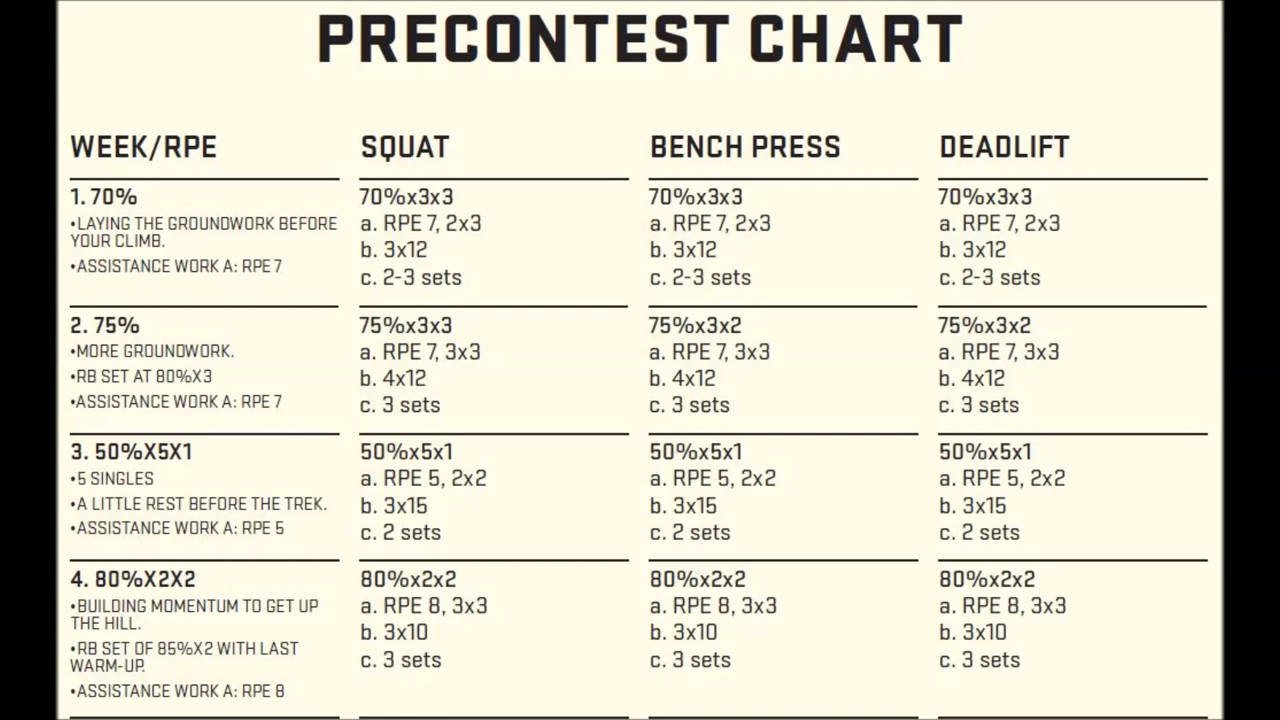 PRECONTEST CHART
WEEK/RPE
SQUAT
BENCH PRESS
DEADLIFT
1. 70%
•LAYING THE GROUNDWORK BEFORE
YOUR CLIMB.
•ASSISTANCE WORK A: RPE 7
70%x3x3
a. RPE 7, 2x3
b. 3x12
c. 2-3 sets
70%x3x3
a. RPE 7, 2x3
b. 3x12
c. 2-3 sets
70%x3x3
a. RPE 7, 2x3
b. 3x12
c. 2-3 sets
2. 75%
•MORE GROUNDWORK.
•RB SET AT 80%X3
•ASSISTANCE WORK A: RPE 7
75%x3x3
a. RPE 7, 3x3
b. 4x12
c. 3 sets
75%x3x2
a. RPE 7, 3x3
b. 4x12
c. 3 sets
75%x3x2
a. RPE 7, 3x3
b. 4x12
c. 3 sets
3. 50%X5X1
•5 SINGLES
•A LITTLE REST BEFORE THE TREK.
•ASSISTANCE WORK A: RPE 5
50%x5x1
a. RPE 5, 2x2
b. 3x15
c. 2 sets
50%x5x1
a. RPE 5, 2x2
b. 3x15
c. 2 sets
50%x5x1
a. RPE 5, 2x2
b. 3x15
c. 2 sets
4. 80%X2X2
•BUILDING MOMENTUM TO GET UP
THE HILL.
•RB SET OF 85%X2 WITH LAST
WARM-UP.
•ASSISTANCE WORK A: RPE 8
80%x2x2
a. RPE 8, 3x3
b. 3x10
c. 3 sets
80%x2x2
a. RPE 8, 3x3
b. 3x10
c. 3 sets
80%x2x2
a. RPE 8, 3x3
b. 3x10
c. 3 sets